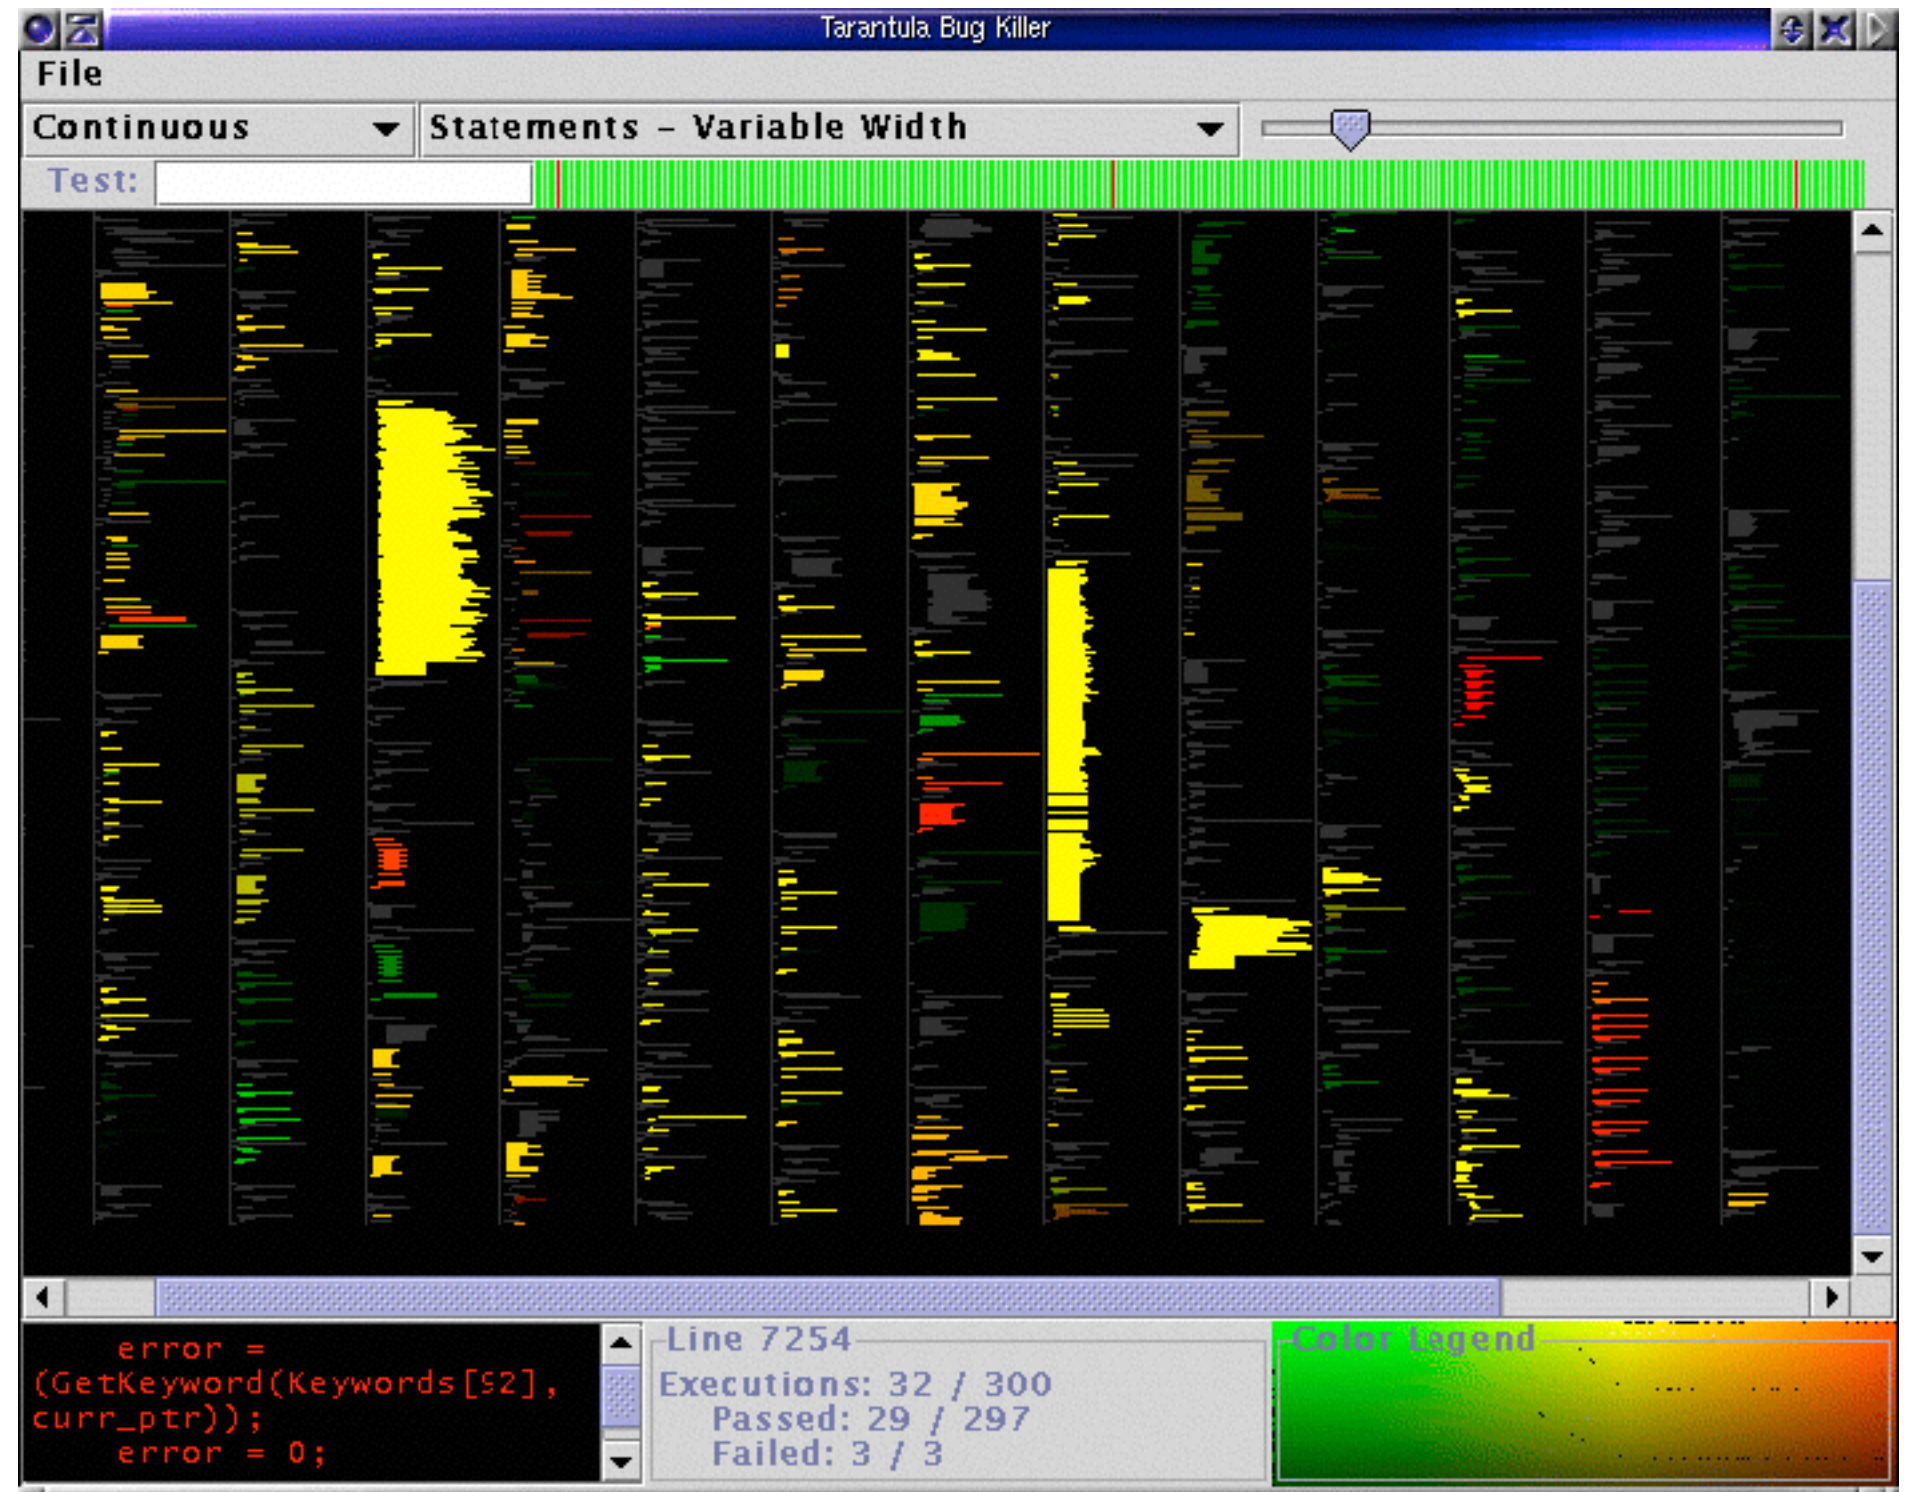 Tarantula Bug Killer
File
Continuous
Statements - Variable Width
Test:
error =
(GetKeyword(Keywords[92],
curr_ptr));
error = 0;
Line 7254
Executions: 32 / 300
Passed: 29 / 297
Failed: 3 / 3
Color Legend